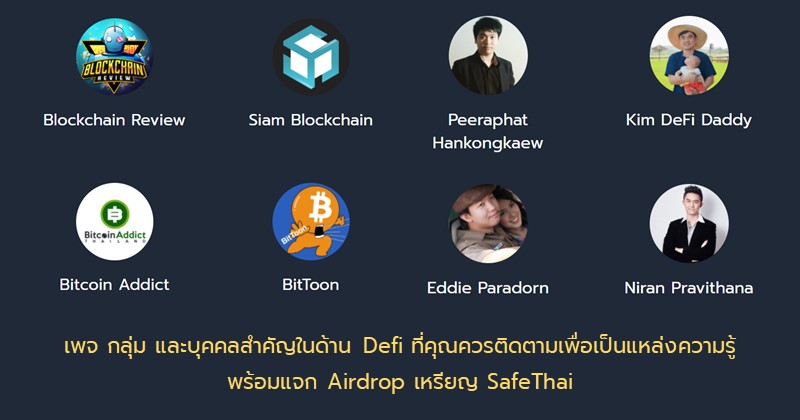 BLOCKCHAIN
REVIEW
Blockchain Review
Siam Blockchain
Peeraphat
Hankongkaew
Kim DeFi Daddy
BitcoinAddict
THAILAND
Bitcoin Addict
BitToon
BitToon
Eddie Paradorn
Niran Pravithana
เพจ กลุ่ม และบุคคลสำคัญในด้าน Defi ที่คุณควรติดตามเพื่อเป็นแหล่งความรู้
พร้อมแจก Airdrop เหรียญ SafeThai